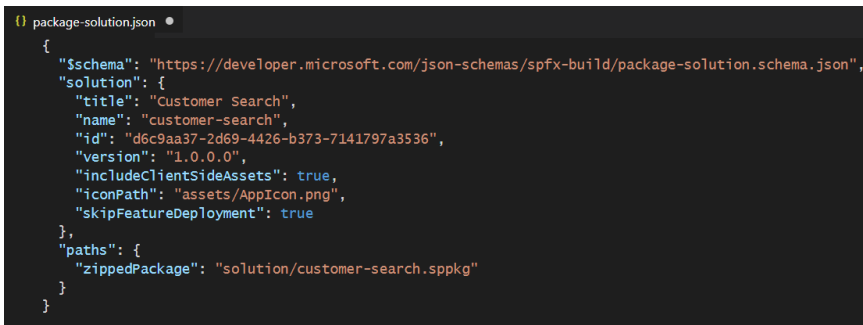 {} package-solution.json ●
{
"$schema": "https://developer.microsoft.com/json-schemas/spfx-build/package-solution.schema.json",
"solution": {
"title": "Customer Search",
"name": "customer-search",
"id": "d6c9aa37-2d69-4426-b373-7141797a3536",
"version": "1.0.0.0",
"includeClientSideAssets": true,
"iconPath": "assets/AppIcon.png",
"skipFeatureDeployment": true
},
"paths": {
"zippedPackage": "solution/customer-search.sppkg"
}
}